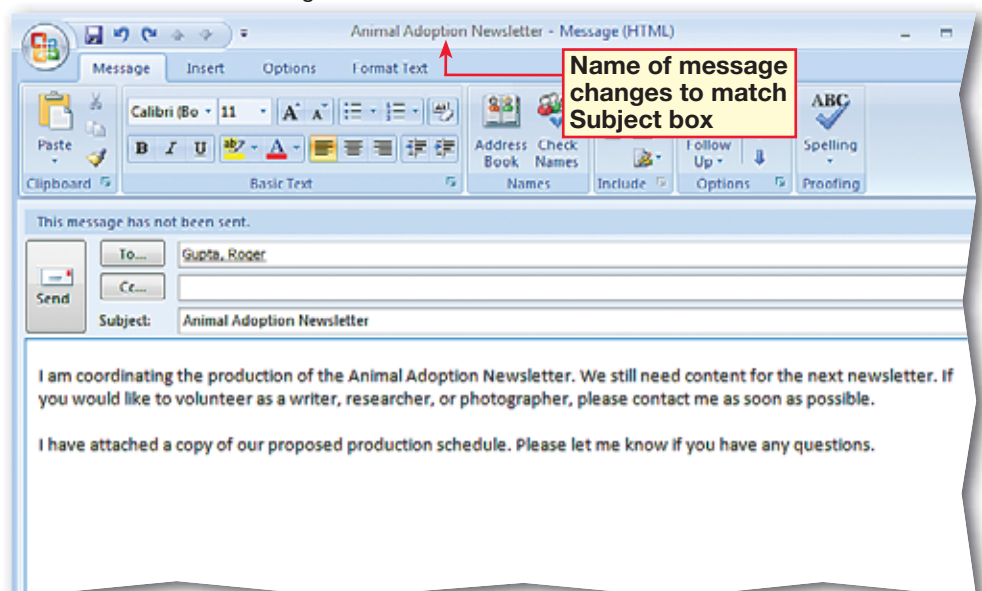 Animal Adoption Newsletter - Message (HTML)
Message Insert Options Format Text
Name of message
changes to match
Subject box
Calibri (Bo 11
ABC
Paste
B I U
Address Book
Check Names
Follow Up
Spelling
Clipboard Basic Text Names Include Options Proofing
This message has not been sent.
To... Gupta, Roger
Send
Cc...
Subject: Animal Adoption Newsletter
I am coordinating the production of the Animal Adoption Newsletter. We still need content for the next newsletter. If
you would like to volunteer as a writer, researcher, or photographer, please contact me as soon as possible.
I have attached a copy of our proposed production schedule. Please let me know if you have any questions.